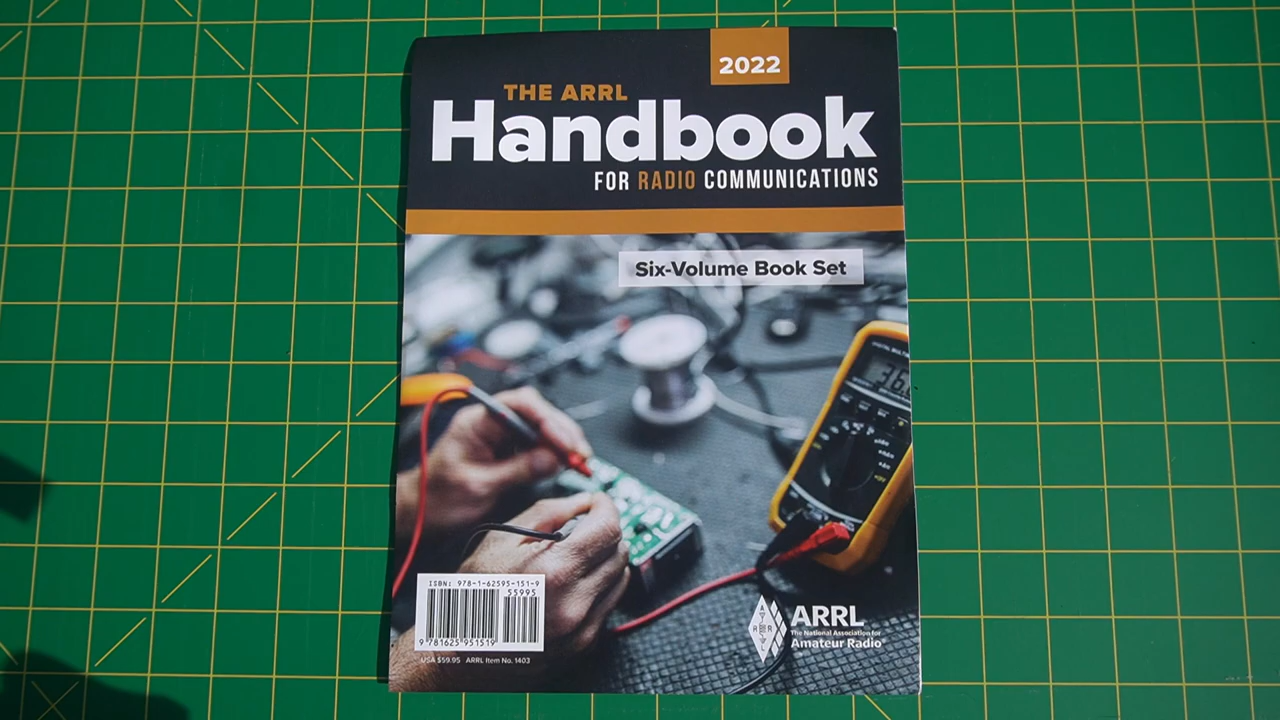 2022
THE ARRL
Handbook
FOR RADIO COMMUNICATIONS
Six-Volume Book Set
36
ISBN: 978-1-62595-151-9
55995
9 781625 951519
USA $59.95 ARRL Item No. 1403
ARRL
The National Association for
Amateur Radio